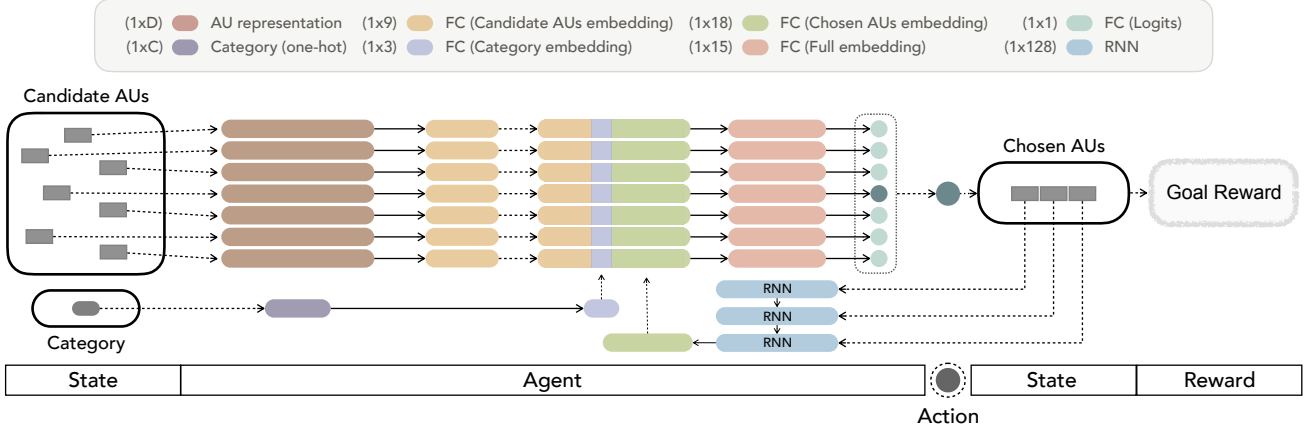 (1xD) AU representation (1x9) FC (Candidate AUs embedding) (1x18) FC (Chosen AUs embedding) (1x1) FC (Logits)
(1xC) Category (one-hot) (1x3) FC (Category embedding) (1x15) FC (Full embedding) (1x128) RNN
Candidate AUs
Chosen AUs
Goal Reward
RNN
RNN
RNN
Category
State Agent State Reward
Action